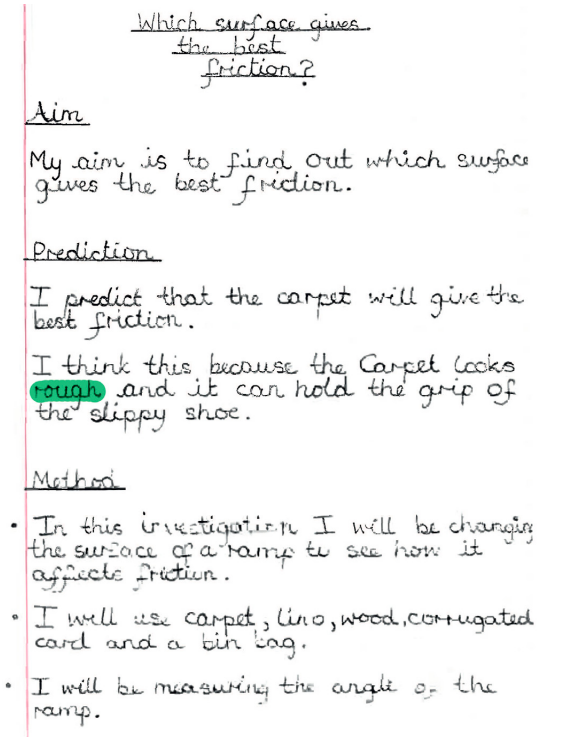 Which surface gives
the best
friction?
Aim
My aim is to find out which surface
gives the best friction.
Prediction
I predict that the carpet will give the
best friction.
I think this because the Carpet looks
rough and it can hold the grip of
the slippy shoe.
Method
• In this investigation I will be changing
the surface of a ramp to see how it
affects friction.
• I will use carpet, lino, wood, corrugated
card and a bin bag.
• I will be measuring the angle of the
ramp.